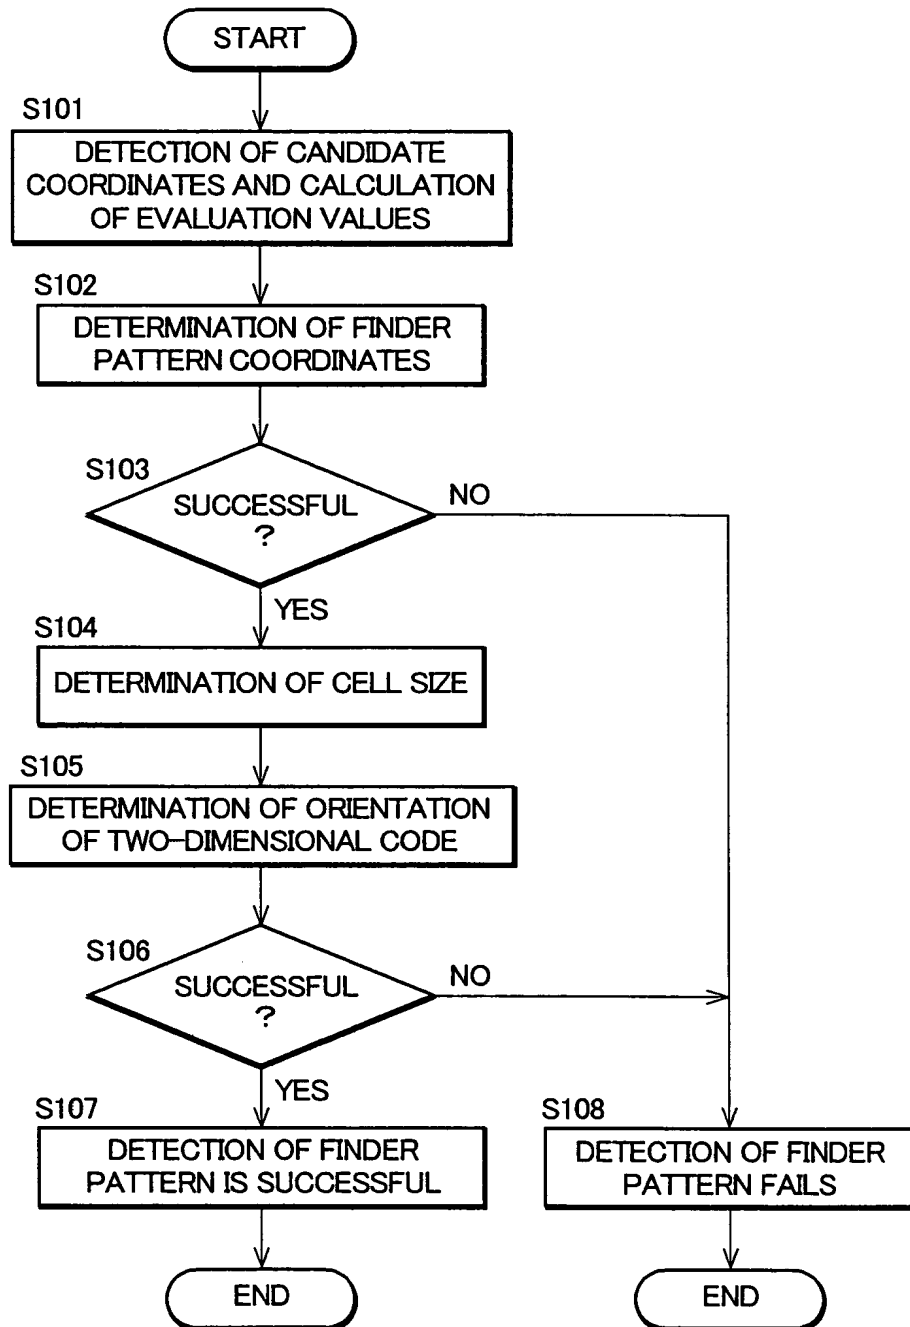 START
S101
DETECTION OF CANDIDATE
COORDINATES AND CALCULATION
OF EVALUATION VALUES
S102
DETERMINATION OF FINDER
PATTERN COORDINATES
S103
SUCCESSFUL
?
NO
YES
S104
DETERMINATION OF CELL SIZE
S105
DETERMINATION OF ORIENTATION
OF TWO-DIMENSIONAL CODE
S106
SUCCESSFUL
?
NO
YES
S107
DETECTION OF FINDER
PATTERN IS SUCCESSFUL
S108
DETECTION OF FINDER
PATTERN FAILS
END
END